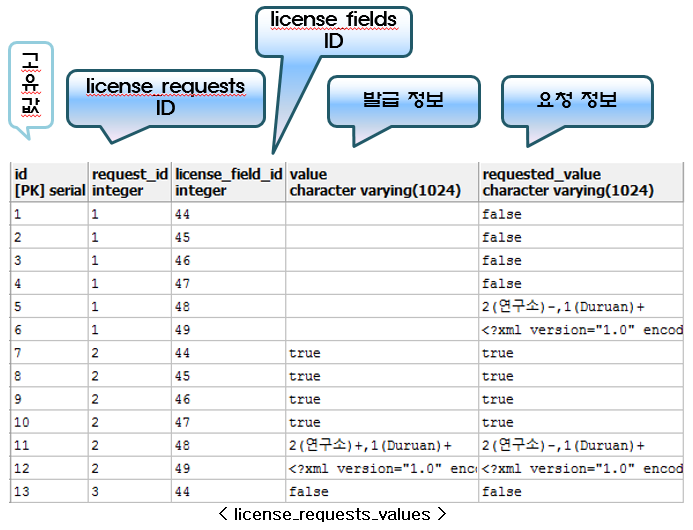 license_fields
ID
고
유
값
license_requests
ID
발급 정보
요청 정보
id request_id license_field_id value requested_value
[PK] serial integer integer character varying(1024) character varying(1024)
1 1 44 false
2 1 45 false
3 1 46 false
4 1 47 false
5 1 48 2(연구소)-,1(Duruan)+
6 1 49 <?xml version="1.0" encod
7 2 44 true true
8 2 45 true true
9 2 46 true true
10 2 47 true true
11 2 48 2(연구소)+,1(Duruan)+ 2(연구소)-,1(Duruan)+
12 2 49 <?xml version="1.0" enc <?xml version="1.0" encod
13 3 44 false false
< license_requests_values >